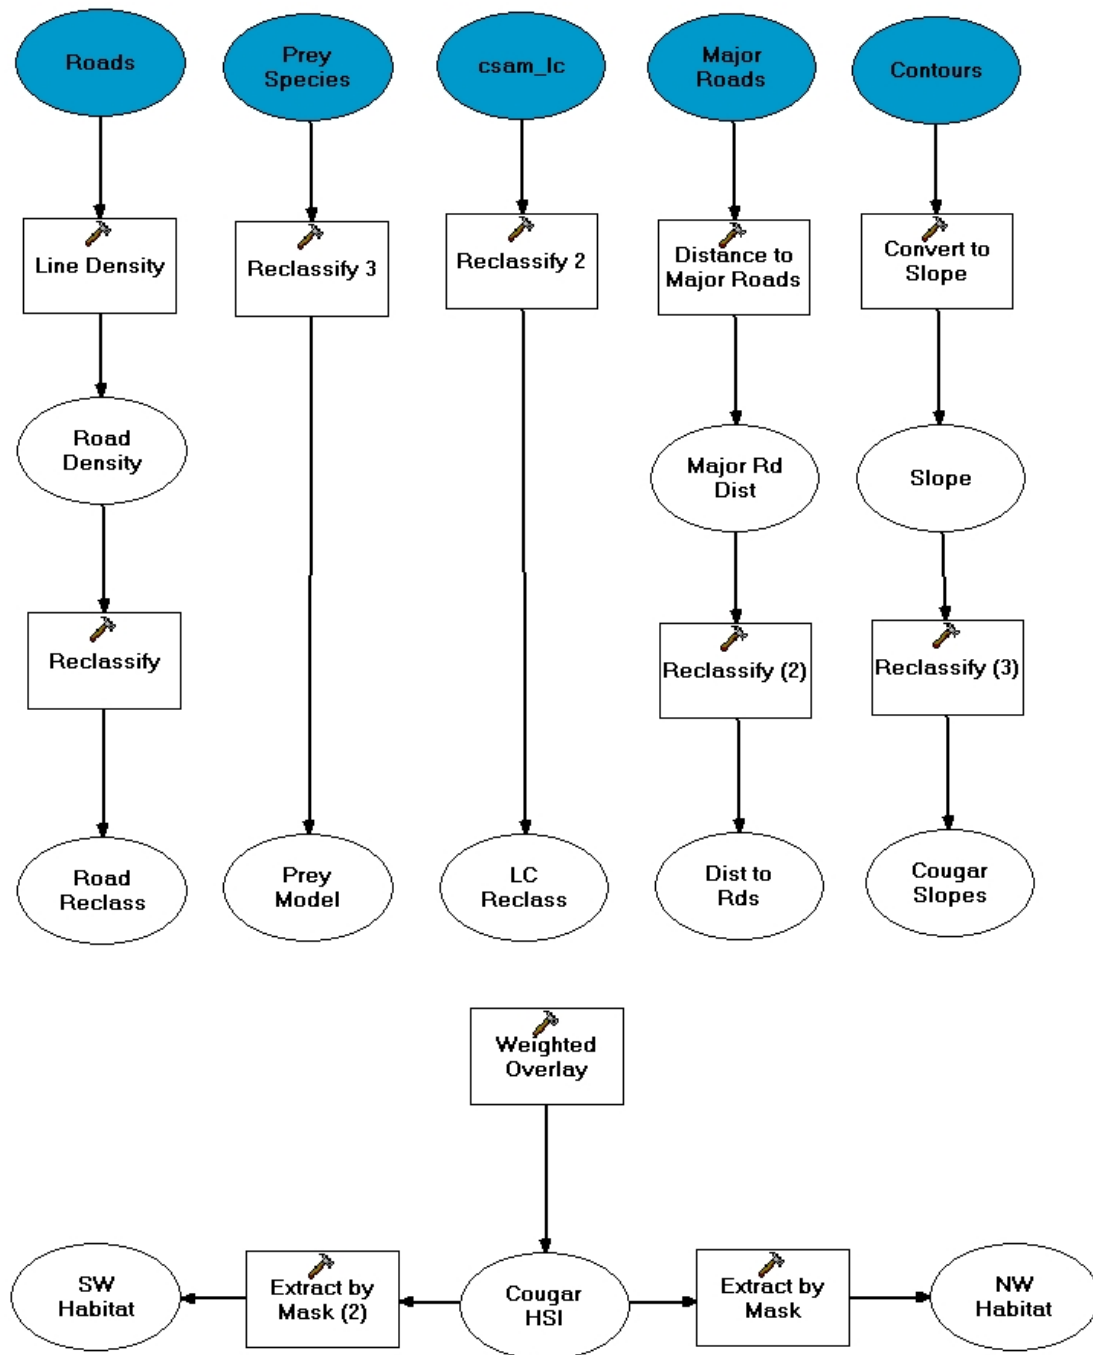 Roads
Prey
Species
csam_lc
Major
Roads
Contours
Line Density
Reclassify 3
Reclassify 2
Distance to
Major Roads
Convert to
Slope
Road
Density
Major Rd
Dist
Slope
Reclassify
Reclassify (2)
Reclassify (3)
Road
Reclass
Prey
Model
LC
Reclass
Dist to
Rds
Cougar
Slopes
Weighted
Overlay
SW
Habitat
Extract by
Mask (2)
Cougar
HSI
Extract by
Mask
NW
Habitat